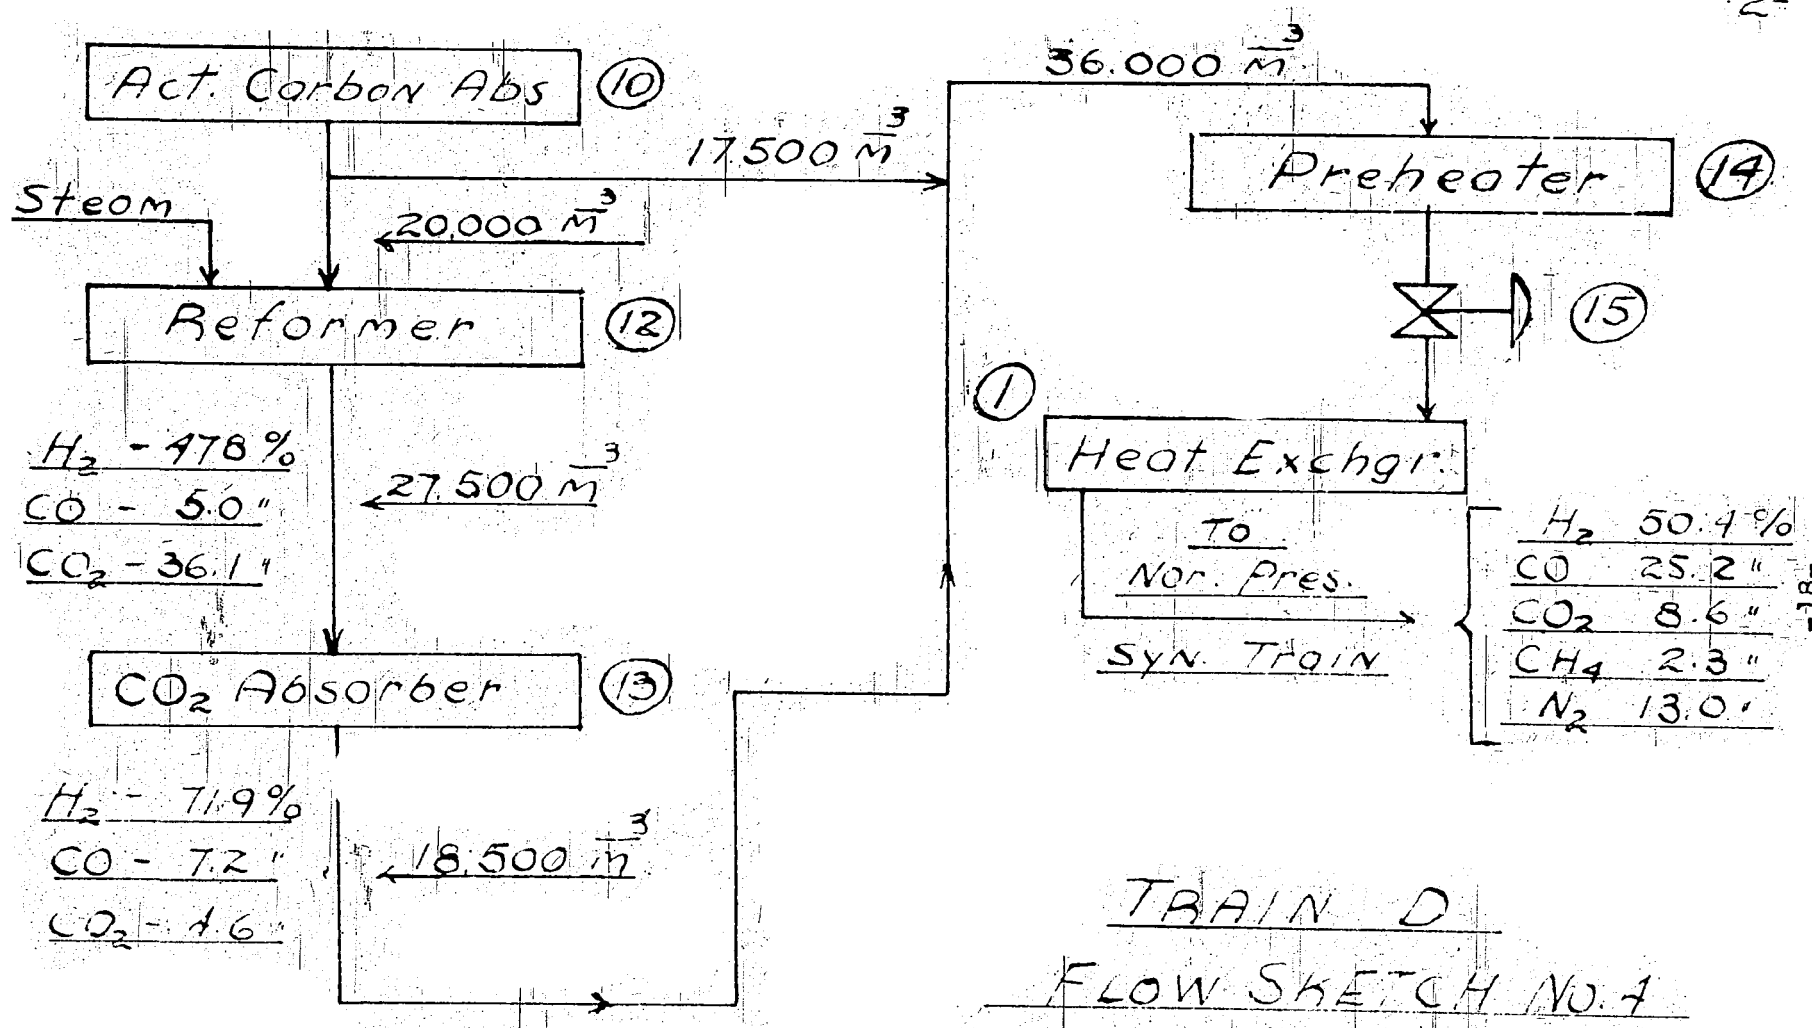 2-
Act. Carbon Abs
10
17.500 m³
Steam
20,000 m³
Reformer
12
H₂ - 47.8 %
CO - 5.0 "
CO₂ - 36.1 "
27.500 m³
CO₂ Absorber
13
H₂ - 71.9%
CO - 7.2 "
CO₂ - 4.6 "
18,500 m³
36.000 m³
Preheater
14
15
1
Heat Exchgr.
To
Nor. Pres.
Syn. Train
H₂ 50.4 %
CO 25.2 "
CO₂ 8.6 "
CH₄ 2.3 "
N₂ 13.0 "
-18-
TRAIN D
FLOW SKETCH NO. 4